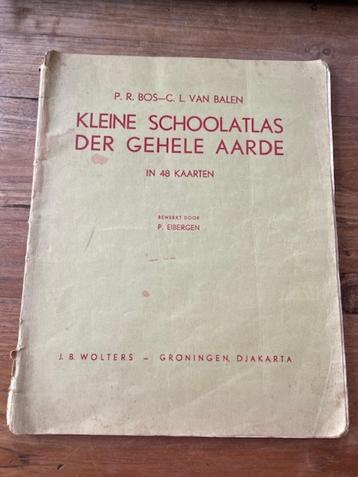 P. R. BOS—C. L. VAN BALEN
KLEINE SCHOOLATLAS
DER GEHELE AARDE
IN 48 KAARTEN
BEWERKT DOOR
P. EIBERGEN
J. B. WOLTERS – GRONINGEN, DJAKARTA